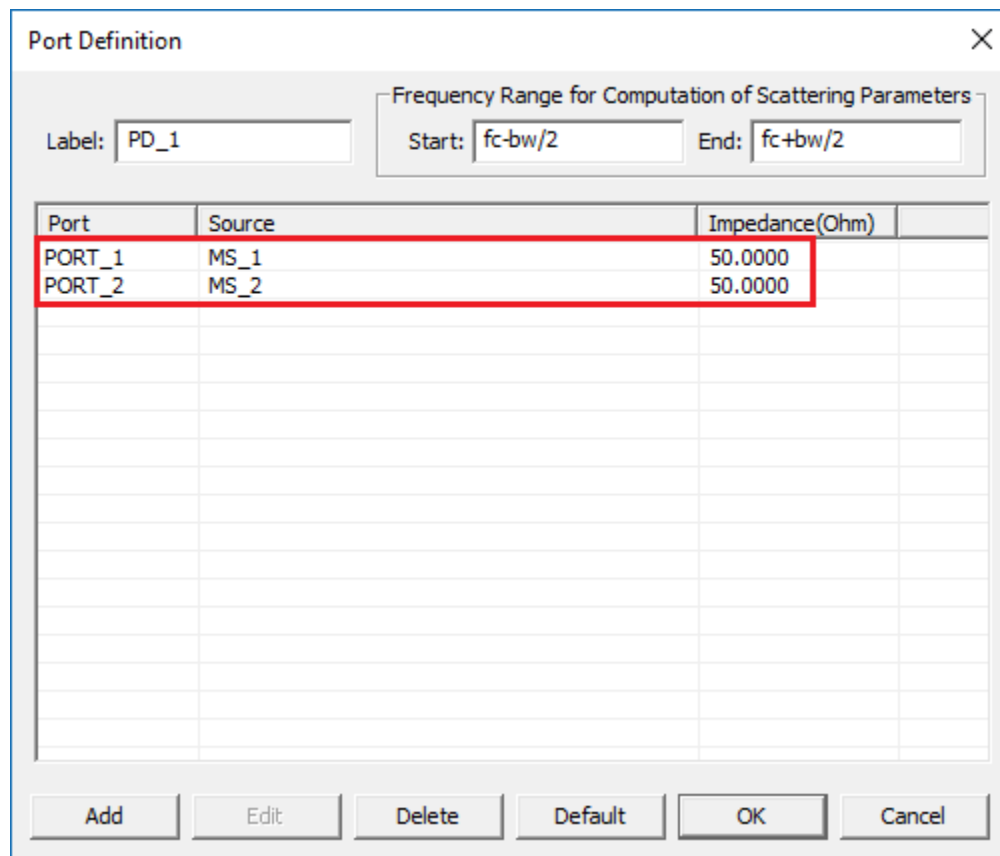 Port Definition
Frequency Range for Computation of Scattering Parameters
Label: PD_1 Start: fc-bw/2 End: fc+bw/2
Port Source Impedance(Ohm)
PORT_1 MS_1 50.0000
PORT_2 MS_2 50.0000
Add Edit Delete Default OK Cancel